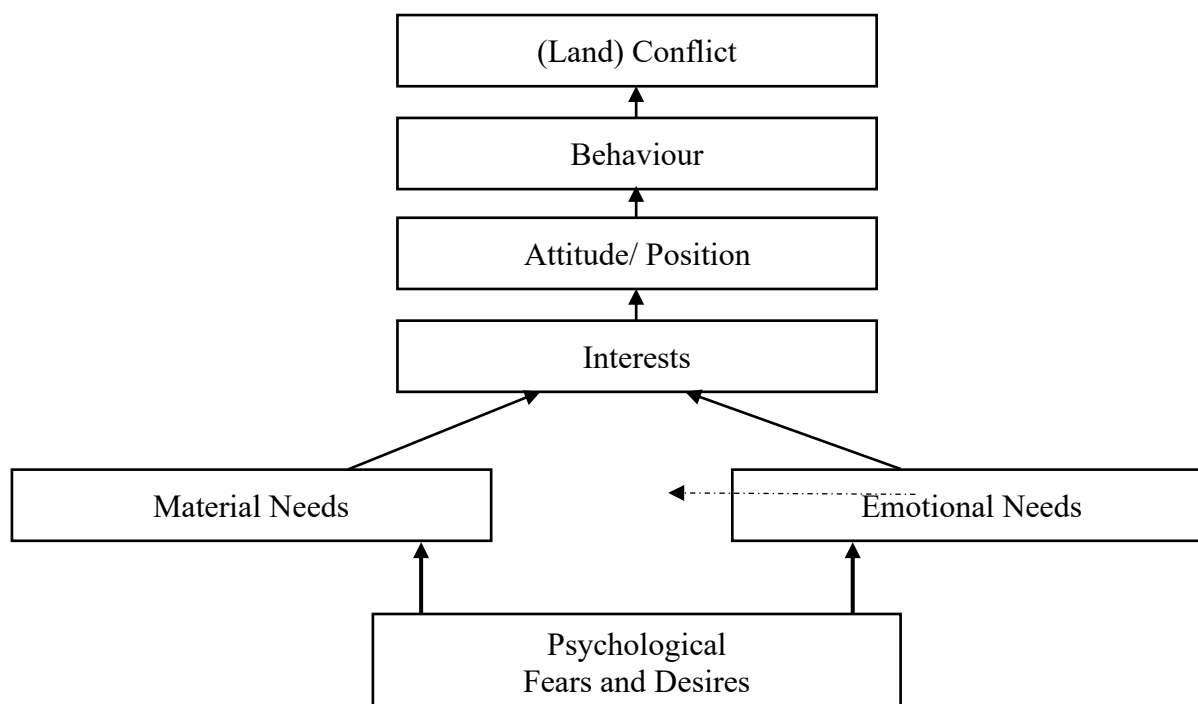 (Land) Conflict
Behaviour
Attitude/ Position
Interests
Material Needs
Emotional Needs
Psychological
Fears and Desires